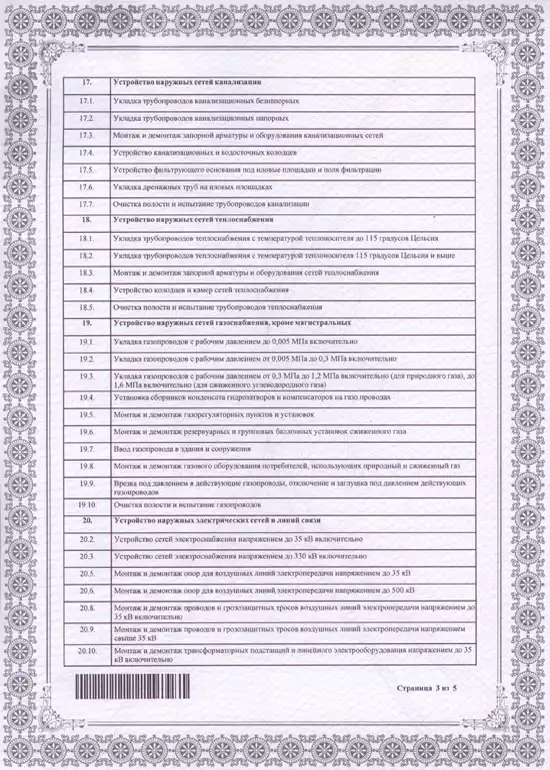 17. Устройство наружных сетей канализации
17.1. Укладка трубопроводов канализационных безнапорных
17.2. Укладка трубопроводов канализационных напорных
17.3. Монтаж и демонтаж запорной арматуры и оборудования канализационных сетей
17.4. Устройство канализационных и водосточных колодцев
17.5. Устройство фильтрующего основания под иловые площадки и поля фильтрации
17.6. Укладка дренажных труб на иловых площадках
17.7. Очистка полости и испытание трубопроводов канализации
18. Устройство наружных сетей теплоснабжения
18.1. Укладка трубопроводов теплоснабжения с температурой теплоносителя до 115 градусов Цельсия
18.2. Укладка трубопроводов теплоснабжения с температурой теплоносителя 115 градусов Цельсия и выше
18.3. Монтаж и демонтаж запорной арматуры и оборудования сетей теплоснабжения
18.4 Устройство колодцев и камер сетей теплоснабжения
18.5. Очистка полости и испытание трубопроводов теплоснабжения
19. Устройство наружных сетей газоснабжения, кроме магистральных
19.1 Укладка газопроводов с рабочим давлением до 0,005 МПа включительно
19.2. Укладка газопроводов с рабочим давлением от 0,005 МПа до 0,3 МПа включительно
19.3. Укладка газопроводов с рабочим давлением от 0,3 МПа до 1,2 МПа включительно (для природного газа), до
1,6 МПа включительно (для сжиженного углеводородного газа)
19.4. Установка сборников конденсата гидрозатворов и компенсаторов на газо проводах
19.5. Монтаж и демонтаж газорегуляторных пунктов и установок
19.6. Монтаж и демонтаж резервуарных и групповых баллонных установок сжиженного газа
19.7. Ввод газопровода в здания и сооружения
19.8 Монтаж и демонтаж газового оборудования потребителей, использующих природный и сжиженный газ
19.9. Врезка под давлением в действующие газопроводы, отключение и заглушка под давлением действующих
газопроводов
19.10 Очистка полости и испытание газопроводов
20. Устройство наружных электрических сетей и линий связи
20.2. Устройство сетей электроснабжения напряжением до 35 кВ включительно
20.3. Устройство сетей электроснабжения напряжением до 330 кВ включительно
20.5. Монтаж и демонтаж опор для воздушных линий электропередачи напряжением до 35 кВ
20.6. Монтаж и демонтаж опор для воздушных линий электропередачи напряжением до 500 кВ
20.8. Монтаж и демонтаж проводов и грозозащитных тросов воздушных линий электропередачи напряжением до
35 кВ включительно
20.9. Монтаж и демонтаж проводов и грозозащитных тросов воздушных линий электропередачи напряжением
свыше 35 кВ
20.10. Монтаж и демонтаж трансформаторных подстанций и линейного электрооборудования напряжением до 35
кВ включительно
Страница 3 из 5